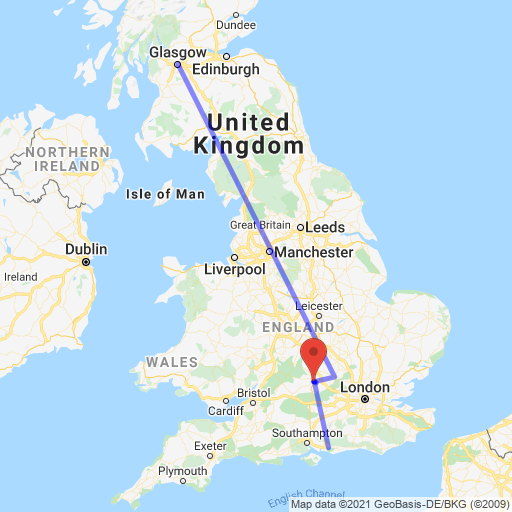 Dundee
Glasgow
Edinburgh
United
Kingdom
NORTHERN
IRELAND
Isle of Man
Great Britain
Leeds
Dublin
Manchester
Ireland
Liverpool
Leicester
ENGLAND
WALES
London
Bristol
Cardiff
Southampton
Exeter
Plymouth
English Channel
Map data ©2021 GeoBasis-DE/BKG (©2009)